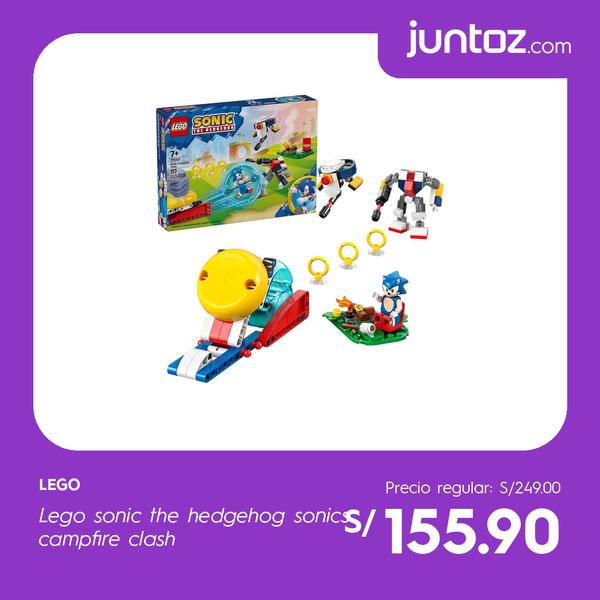 juntoz.com
LEGO
SONIC
THE HEDGEHOG
7+
177
LEGO
Precio regular: S/249.00
Lego sonic the hedgehog sonics
campfire clash
S/ 155.90